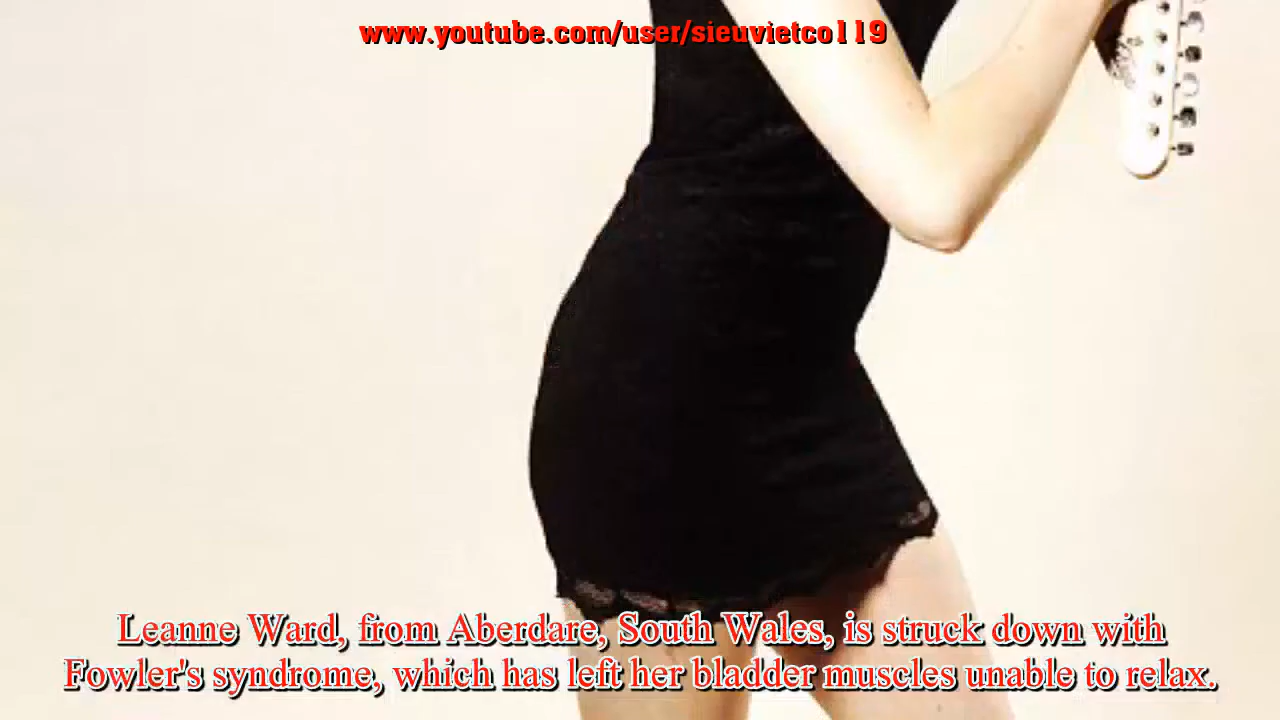 www.youtube.com/user/sieuvietco119
Leanne Ward, from Aberdare, South Wales, is struck down with
Fowler's syndrome, which has left her bladder muscles unable to relax.